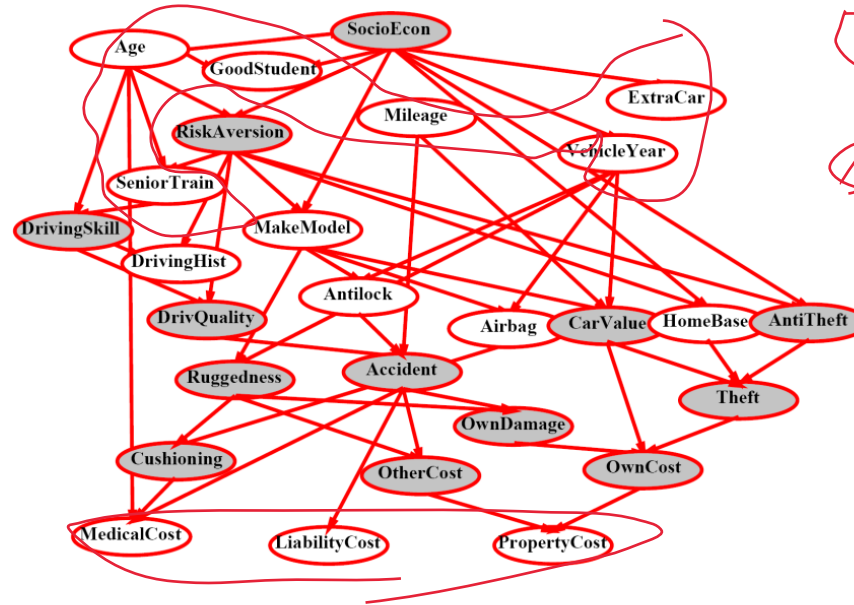 SocioEcon
Age
GoodStudent
ExtraCar
Mileage
RiskAversion
VehicleYear
SeniorTrain
DrivingSkill
MakeModel
DrivingHist
Antilock
DrivQuality
Airbag
CarValue
HomeBase
AntiTheft
Ruggedness
Accident
Theft
OwnDamage
Cushioning
OtherCost
OwnCost
MedicalCost
LiabilityCost
PropertyCost